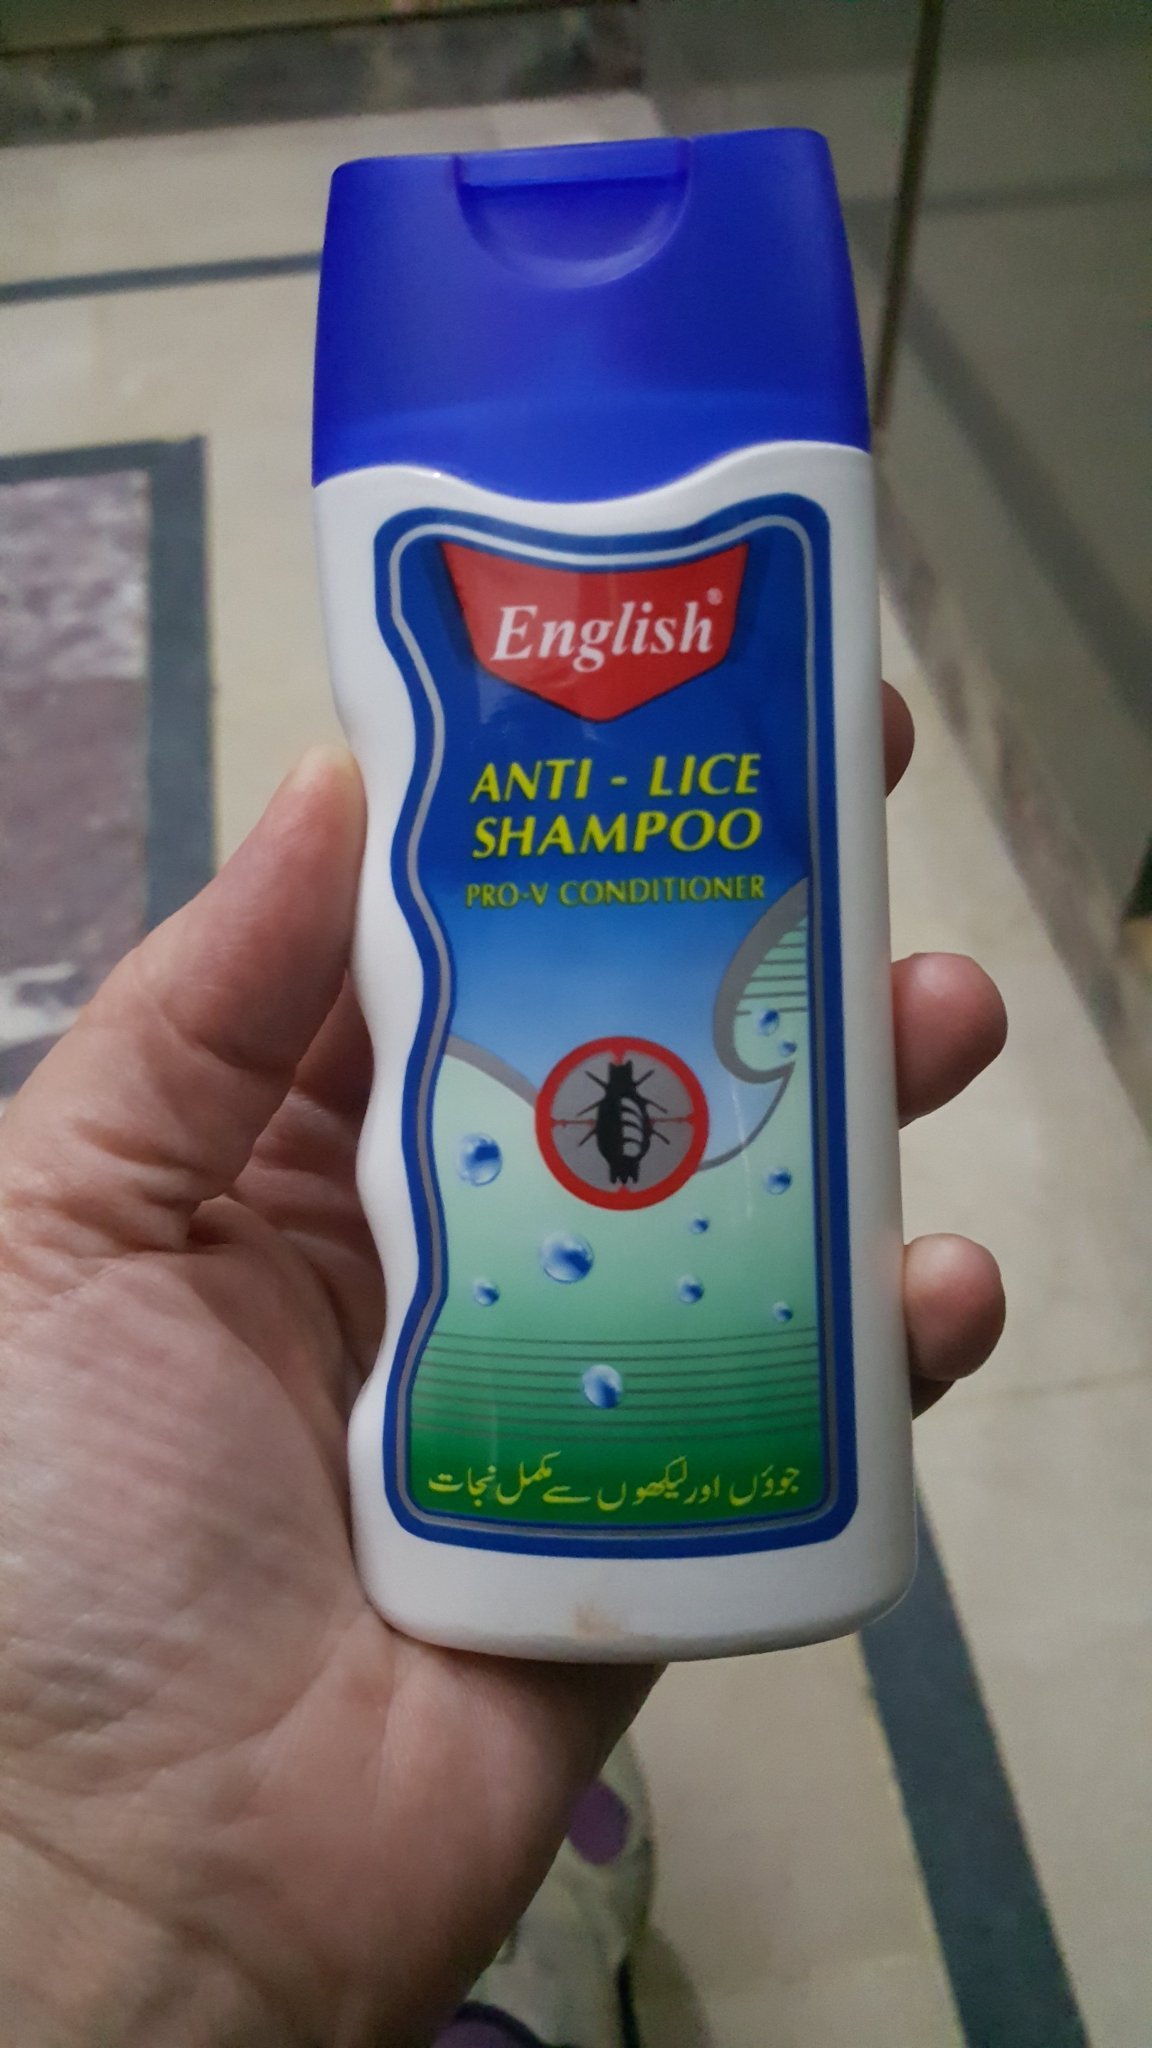 English®
ANTI - LICE
SHAMPOO
PRO-V CONDITIONER
جوؤں اور لیکھوں سے مکمل نجات